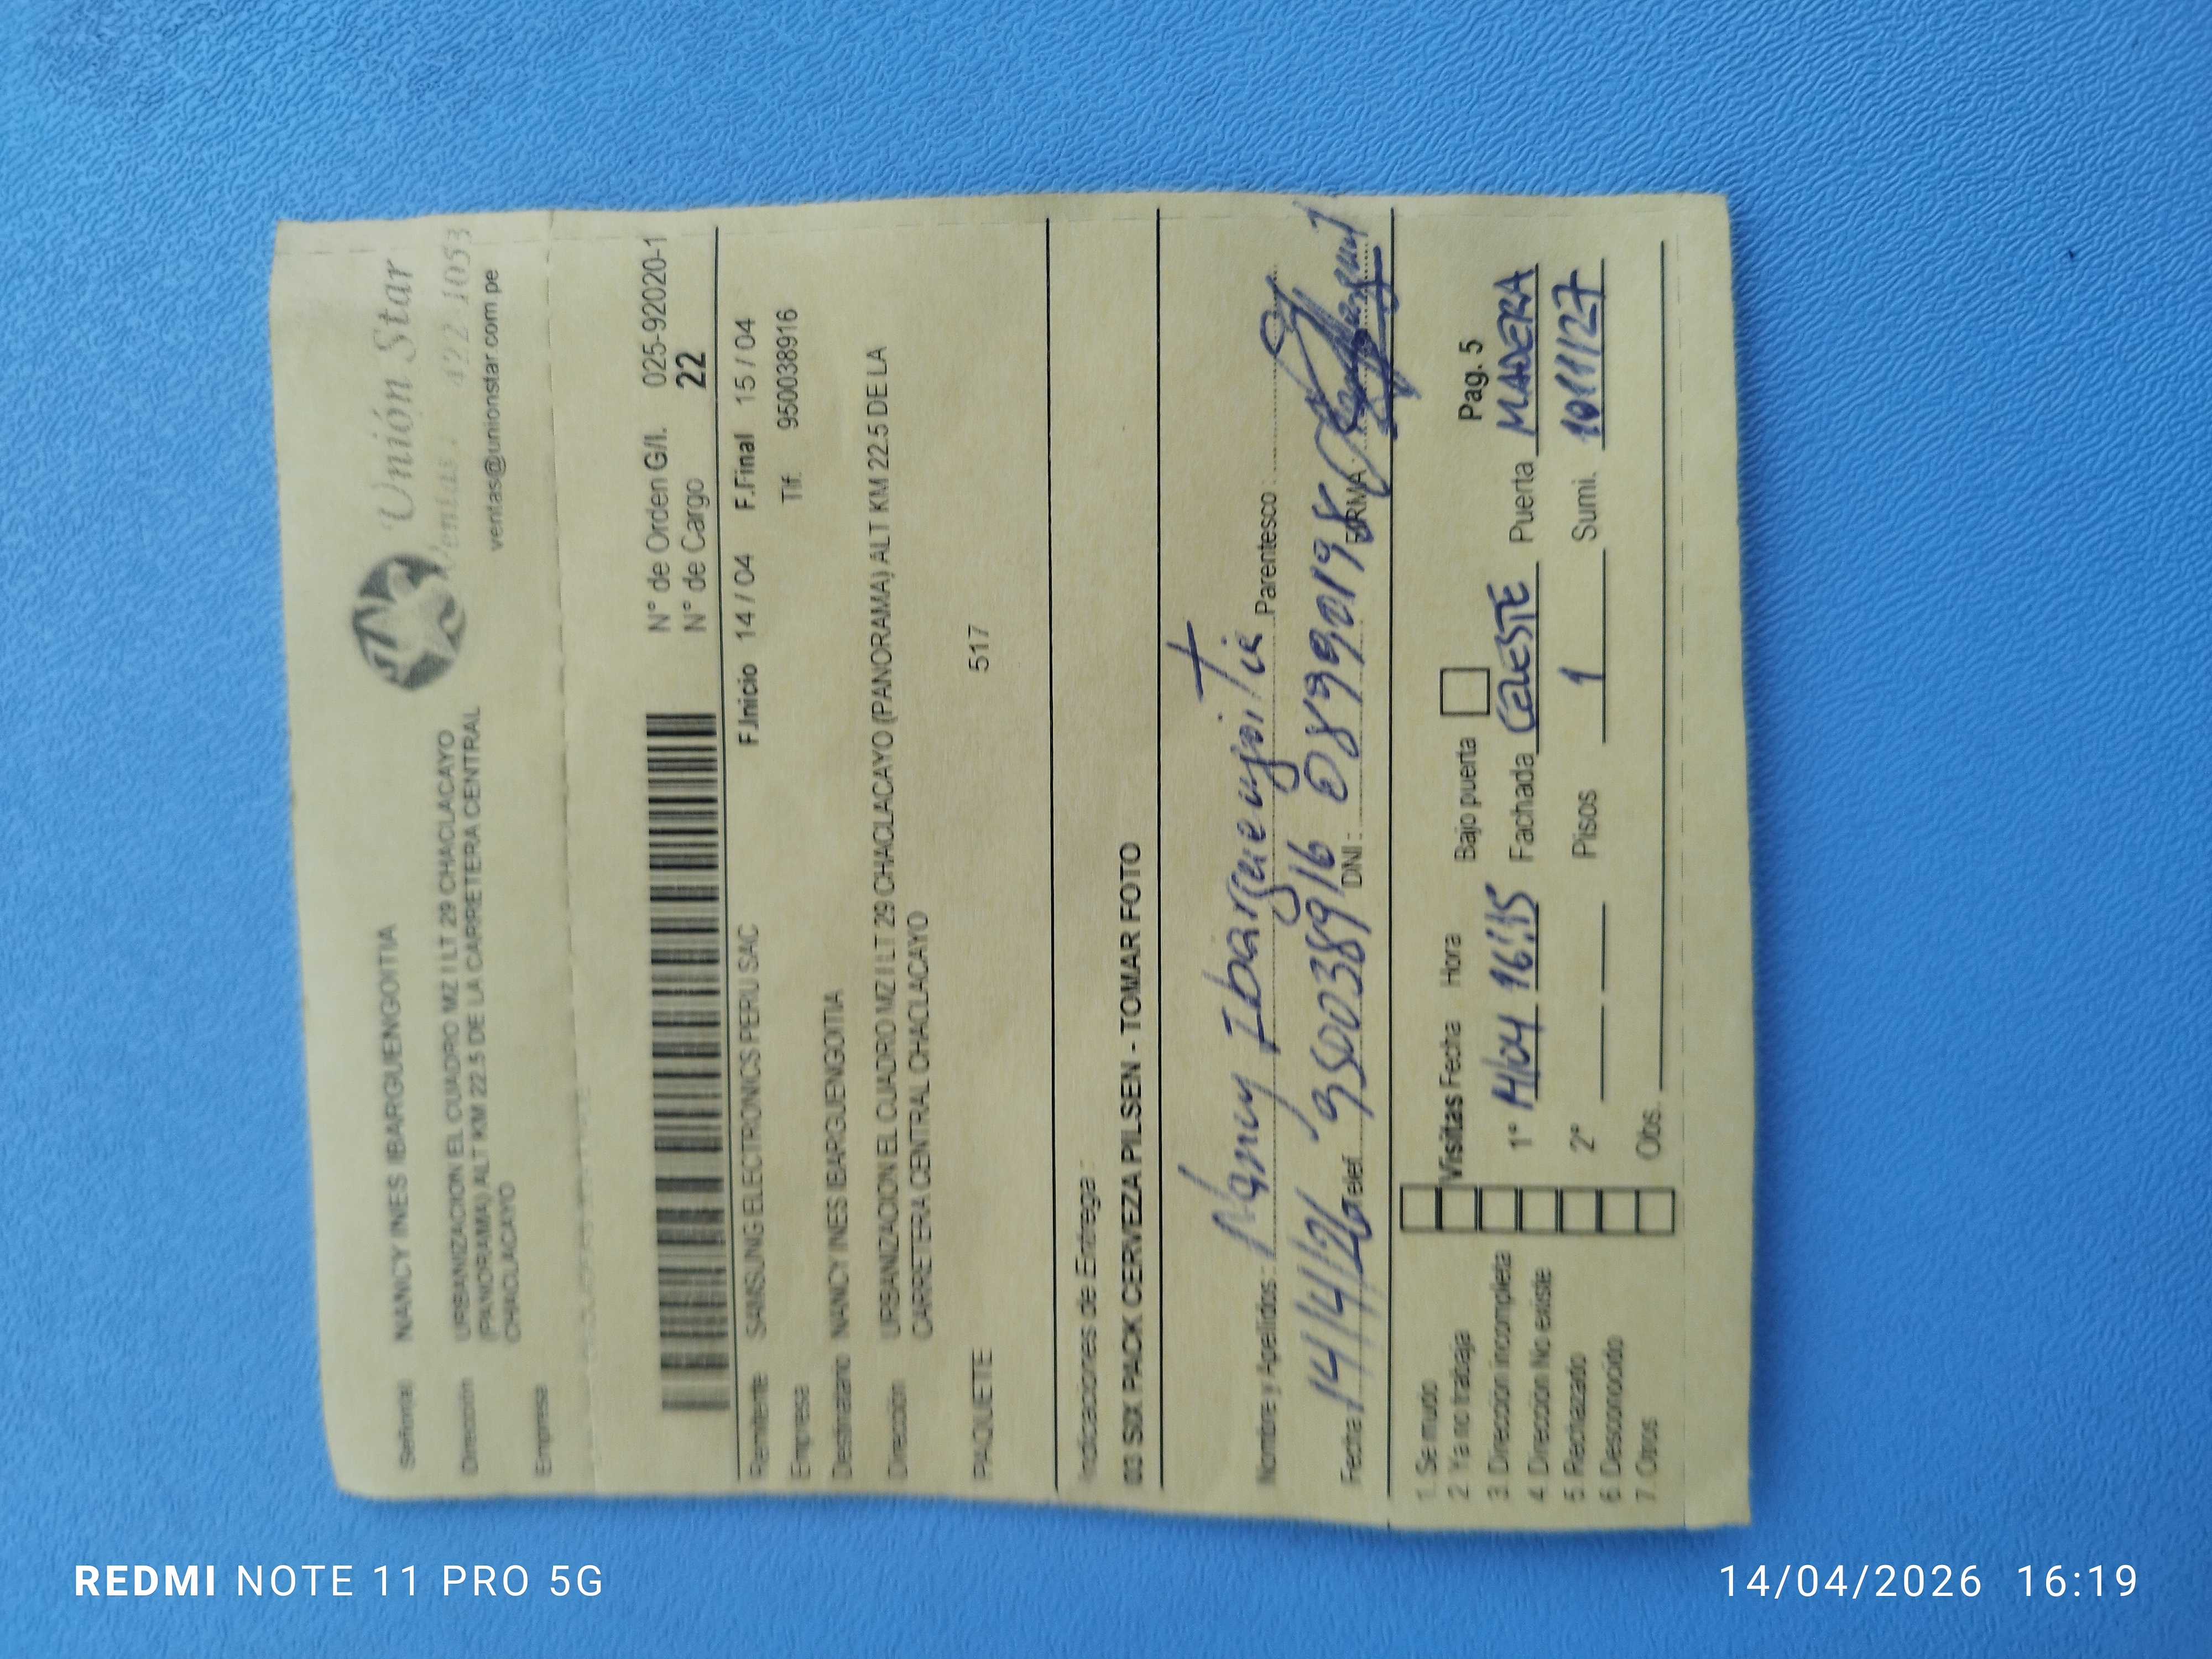 Señor(a) NANCY INES IBARGUENGOITIA
Unión Star
Dirección URBANIZACION EL CUADRO MZ I LT 29 CHACLACAYO
(PANORAMA) ALT KM 22.5 DE LA CARRETERA CENTRAL
CHACLACAYO
Ventas 422 1053
ventas@unionstar.com.pe
Empresa
N° de Orden G/I. 025-92020-1
N° de Cargo 22
Remitente SAMSUNG ELECTRONICS PERU SAC F.Inicio 14 / 04 F.Final 15 / 04
Empresa Tlf. 950038916
Destinatario NANCY INES IBARGUENGOITIA
Dirección URBANIZACION EL CUADRO MZ I LT 29 CHACLACAYO (PANORAMA) ALT KM 22.5 DE LA
CARRETERA CENTRAL CHACLACAYO
PAQUETE 517
Indicaciones de Entrega :
03 SIX PACK CERVEZA PILSEN - TOMAR FOTO
Nombre y Apellidos : Nancy Ibarguengoitia Parentesco :
Fecha 14/4/26 Telef. 950038916 DNI : 08990198 FIRMA
1. Se mudo
2. Ya no trabaja
3. Dirección incompleta
4. Dirección No existe
5. Rechazado
6. Desconocido
7. Otros
Visitas Fecha Hora Bajo puerta Pag. 5
1° 14/04 16:15 Fachada CELESTE Puerta MADERA
2° Pisos 1 Sumi. 1011127
Obs.
REDMI NOTE 11 PRO 5G
14/04/2026 16:19